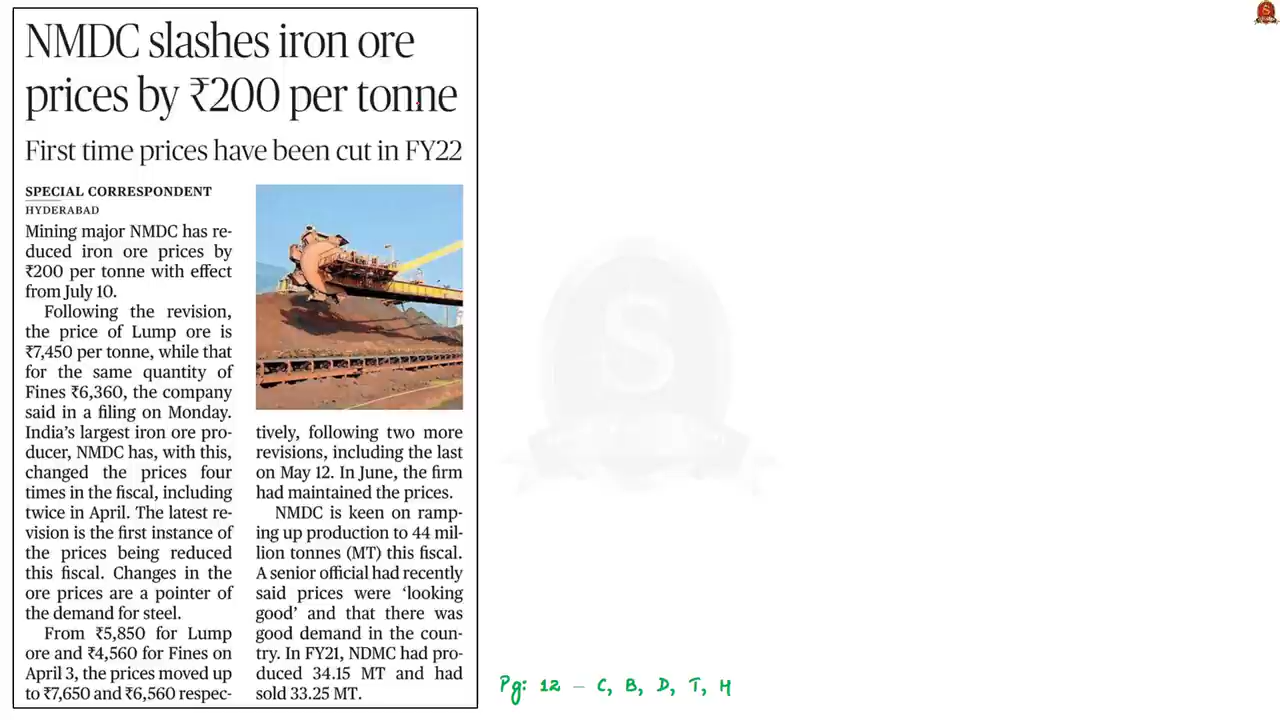 NMDC slashes iron ore
prices by ₹200 per tonne
First time prices have been cut in FY22
SPECIAL CORRESPONDENT
HYDERABAD
Mining major NMDC has re-
duced iron ore prices by
₹200 per tonne with effect
from July 10.
Following the revision,
the price of Lump ore is
₹7,450 per tonne, while that
for the same quantity of
Fines ₹6,360, the company
said in a filing on Monday.
India's largest iron ore pro-
ducer, NMDC has, with this,
changed the prices four
times in the fiscal, including
twice in April. The latest re-
vision is the first instance of
the prices being reduced
this fiscal. Changes in the
ore prices are a pointer of
the demand for steel.
From ₹5,850 for Lump
ore and ₹4,560 for Fines on
April 3, the prices moved up
to ₹7,650 and ₹6,560 respec-
tively, following two more
revisions, including the last
on May 12. In June, the firm
had maintained the prices.
NMDC is keen on ramp-
ing up production to 44 mil-
lion tonnes (MT) this fiscal.
A senior official had recently
said prices were 'looking
good' and that there was
good demand in the coun-
try. In FY21, NDMC had pro-
duced 34.15 MT and had
sold 33.25 MT.
Pg: 12 – C, B, D, T, H
S
S